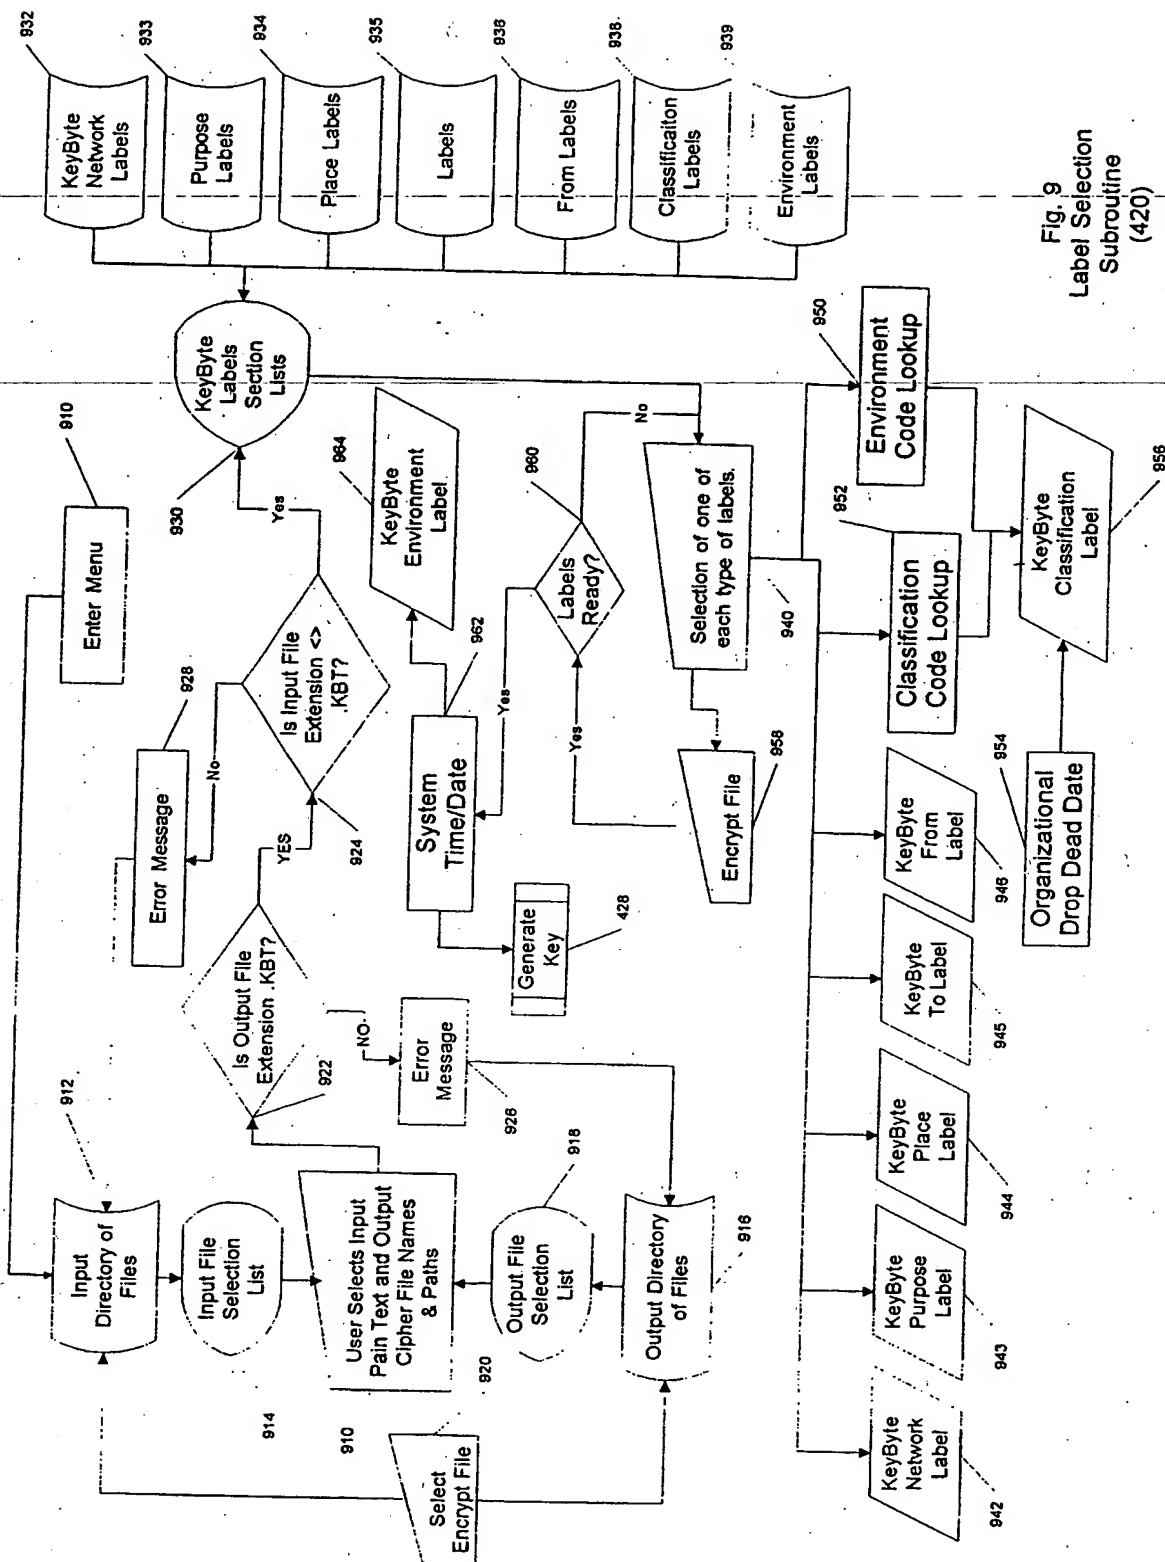 932
KeyByte
Network
Labels
933
Purpose
Labels
934
Place Labels
935
Labels
936
From Labels
938
Classificaiton
Labels
939
Environment
Labels
910
Enter Menu
930
KeyByte
Labels
Section
Lists
928
Error Message
No
Is Input File
Extension <>
.KBT?
Yes
924
YES
Is Output File
Extension .KBT?
922
NO
Error
Message
926
912
Input
Directory of
Files
Input File
Selection
List
914
User Selects Input
Pain Text and Output
Cipher File Names
& Paths
910
920
Output File
Selection
List
918
Output Directory
of Files
916
Select
Encrypt File
964
KeyByte
Environment
Label
962
System
Time/Date
Generate
Key
428
960
Labels
Ready?
Yes
Yes
No
Selection of one of
each type of labels.
940
Encrypt File
958
950
Environment
Code Lookup
952
Classification
Code Lookup
KeyByte
Classification
Label
956
954
Organizational
Drop Dead Date
KeyByte
From
Label
946
KeyByte
To Label
945
KeyByte
Place
Label
944
KeyByte
Purpose
Label
943
KeyByte
Network
Label
942
Fig. 9
Label Selection
Subroutine
(420)